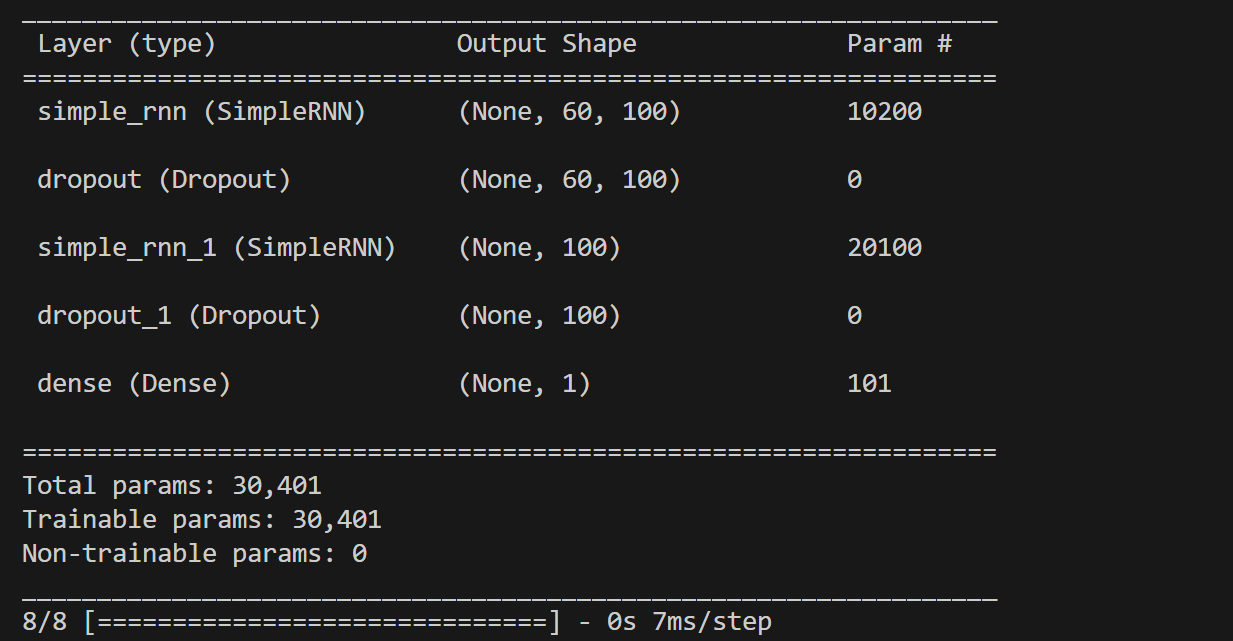 _________________________________________________________________
 Layer (type)                Output Shape              Param #
=================================================================
 simple_rnn (SimpleRNN)      (None, 60, 100)           10200
 dropout (Dropout)           (None, 60, 100)           0
 simple_rnn_1 (SimpleRNN)    (None, 100)               20100
 dropout_1 (Dropout)         (None, 100)               0
 dense (Dense)               (None, 1)                 101
=================================================================
Total params: 30,401
Trainable params: 30,401
Non-trainable params: 0
_________________________________________________________________
8/8 [==============================] - 0s 7ms/step